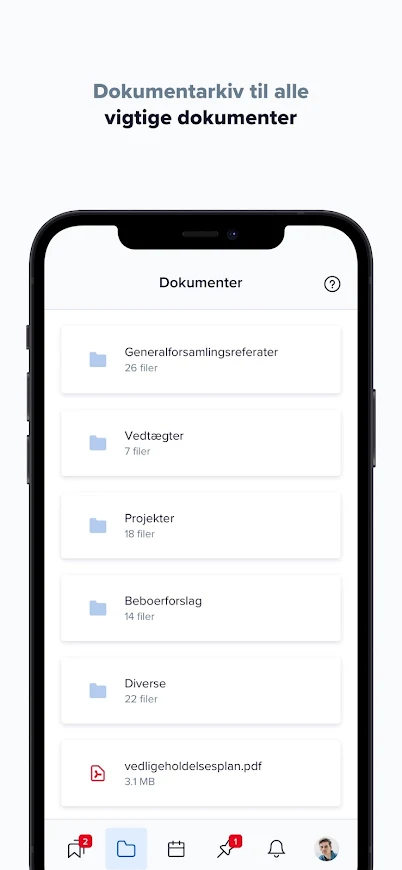 Dokumentarkiv til alle
vigtige dokumenter
Dokumenter
?
Generalforsamlingsreferater
26 filer
Vedtægter
7 filer
Projekter
18 filer
Beboerforslag
14 filer
Diverse
22 filer
vedligeholdelsesplan.pdf
3.1 MB
2
1